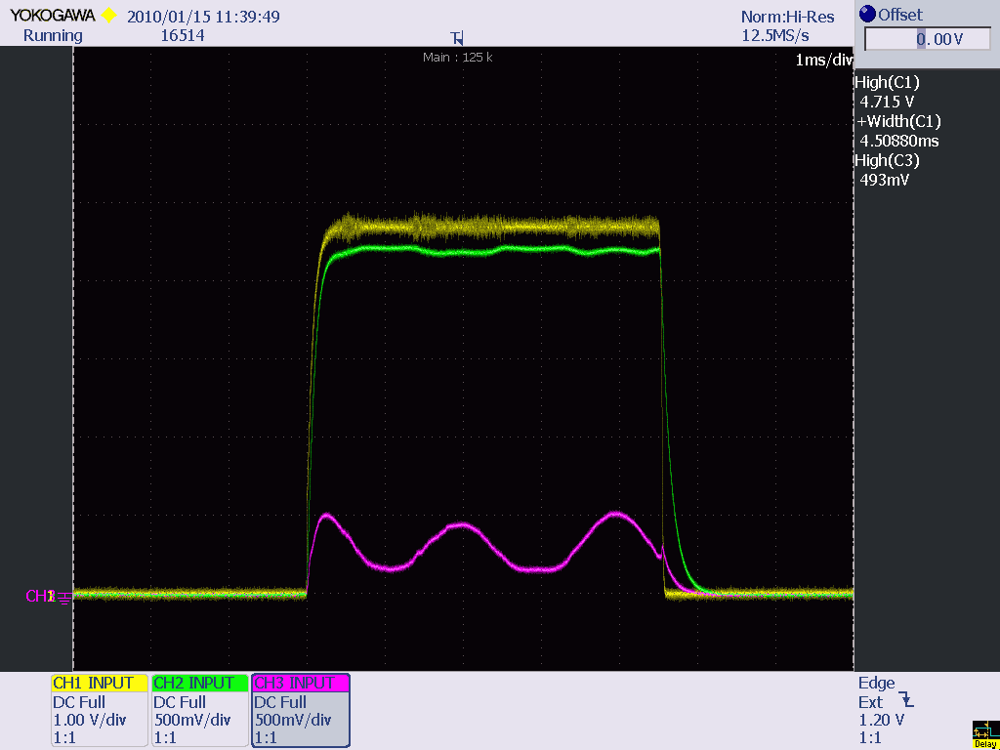 YOKOGAWA 2010/01/15 11:39:49
Running 16514
Norm:Hi-Res
12.5MS/s
Offset
0.00V
Main : 125 k
1ms/div
High(C1)
4.715 V
+Width(C1)
4.50880ms
High(C3)
493mV
CH1 INPUT
DC Full
1.00 V/div
1:1
CH2 INPUT
DC Full
500mV/div
1:1
CH3 INPUT
DC Full
500mV/div
1:1
Edge
Ext
1.20 V
1:1
Delay